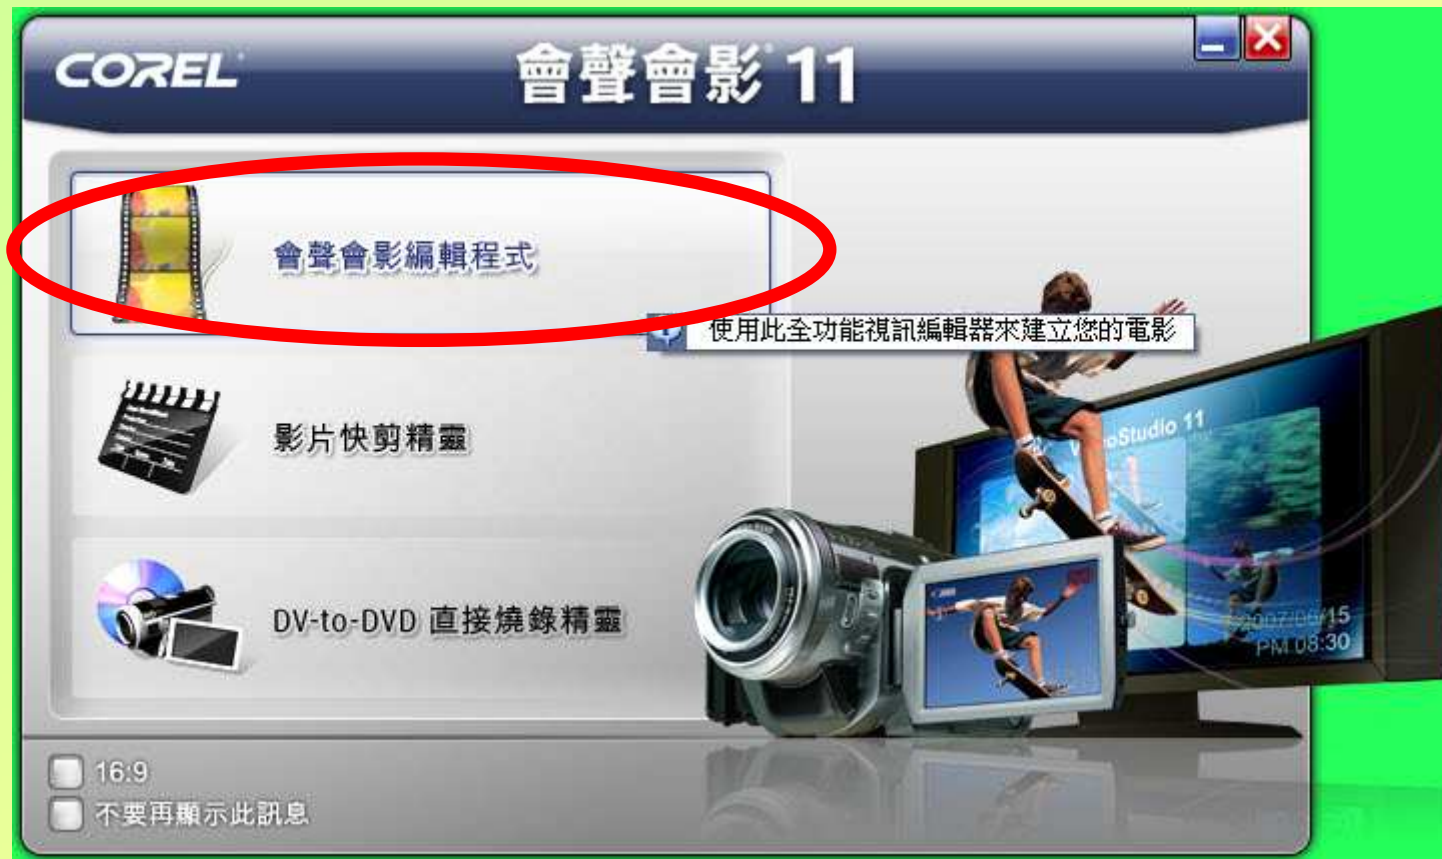 COREL
會聲會影 11
會聲會影編輯程式
使用此全功能視訊編輯器來建立您的電影
影片快剪精靈
DV-to-DVD 直接燒錄精靈
PM 08:30
16:9
不要再顯示此訊息